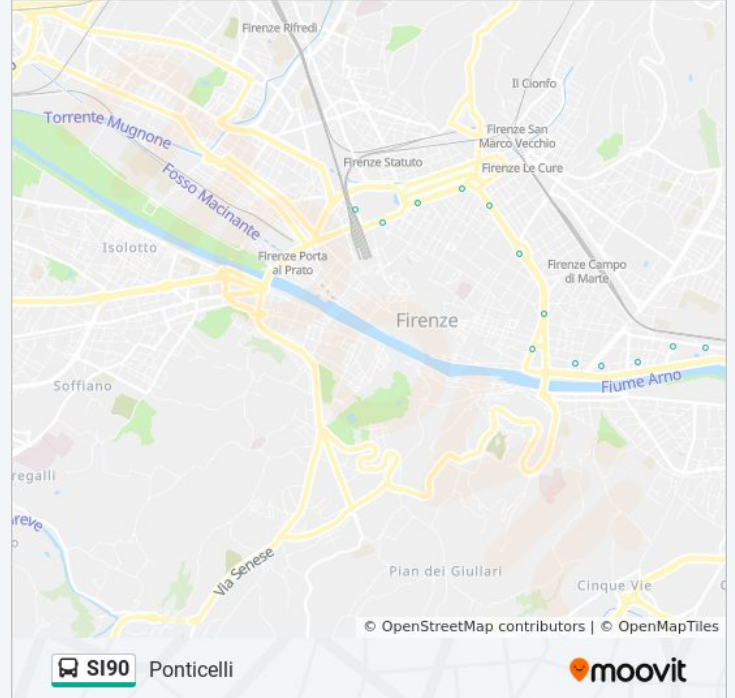 Firenze Rifredi
Il Cionfo
Torrente Mugnone
Firenze San
Marco Vecchio
Firenze Statuto
Firenze Le Cure
Fosso Macinante
Isolotto
Firenze Porta
al Prato
Firenze Campo
di Marte
Firenze
Soffiano
Fiume Arno
regalli
reve
o
Via Senese
Pian dei Giullari
Cinque Vie
C
© OpenStreetMap contributors | © OpenMapTiles
SI90 Ponticelli
moovit